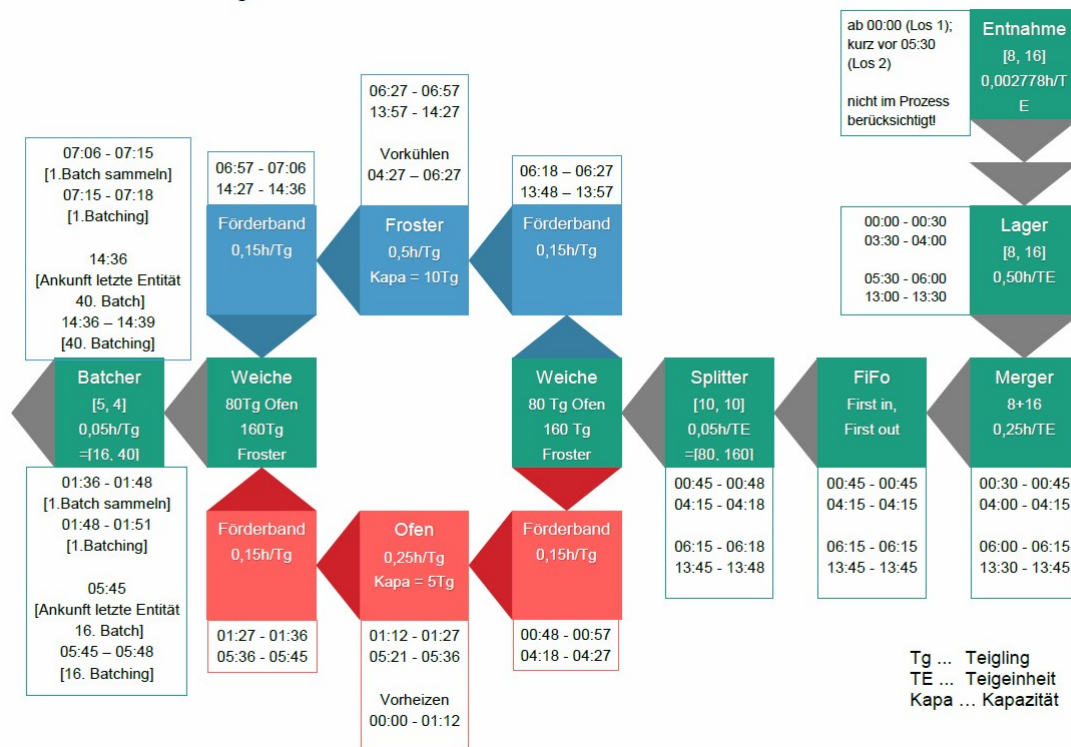 ab 00:00 (Los 1);
kurz vor 05:30
(Los 2)
nicht im Prozess
berücksichtigt!
Entnahme
[8, 16]
0,002778h/T
E
06:27 - 06:57
13:57 - 14:27
Vorkühlen
04:27 – 06:27
07:06 - 07:15
[1.Batch sammeln]
07:15 - 07:18
[1.Batching]
14:36
[Ankunft letzte Entität
40. Batch]
14:36 – 14:39
[40. Batching]
06:57 - 07:06
14:27 - 14:36
06:18 – 06:27
13:48 – 13:57
Förderband
0,15h/Tg
Froster
0,5h/Tg
Kapa = 10Tg
Förderband
0,15h/Tg
00:00 - 00:30
03:30 - 04:00
05:30 - 06:00
13:00 - 13:30
Lager
[8, 16]
0,50h/TE
Batcher
[5, 4]
0,05h/Tg
=[16, 40]
Weiche
80Tg Ofen
160Tg
Froster
Weiche
80 Tg Ofen
160 Tg
Froster
Splitter
[10, 10]
0,05h/TE
=[80, 160]
FiFo
First in,
First out
Merger
8+16
0,25h/TE
01:36 - 01:48
[1.Batch sammeln]
01:48 - 01:51
[1.Batching]
05:45
[Ankunft letzte Entität
16. Batch]
05:45 – 05:48
[16. Batching]
Förderband
0,15h/Tg
Ofen
0,25h/Tg
Kapa = 5Tg
Förderband
0,15h/Tg
00:45 - 00:48
04:15 - 04:18
06:15 - 06:18
13:45 - 13:48
00:45 - 00:45
04:15 - 04:15
06:15 - 06:15
13:45 - 13:45
00:30 - 00:45
04:00 - 04:15
06:00 - 06:15
13:30 - 13:45
01:27 - 01:36
05:36 - 05:45
01:12 - 01:27
05:21 - 05:36
Vorheizen
00:00 - 01:12
00:48 - 00:57
04:18 - 04:27
Tg ... Teigling
TE ... Teigeinheit
Kapa … Kapazität